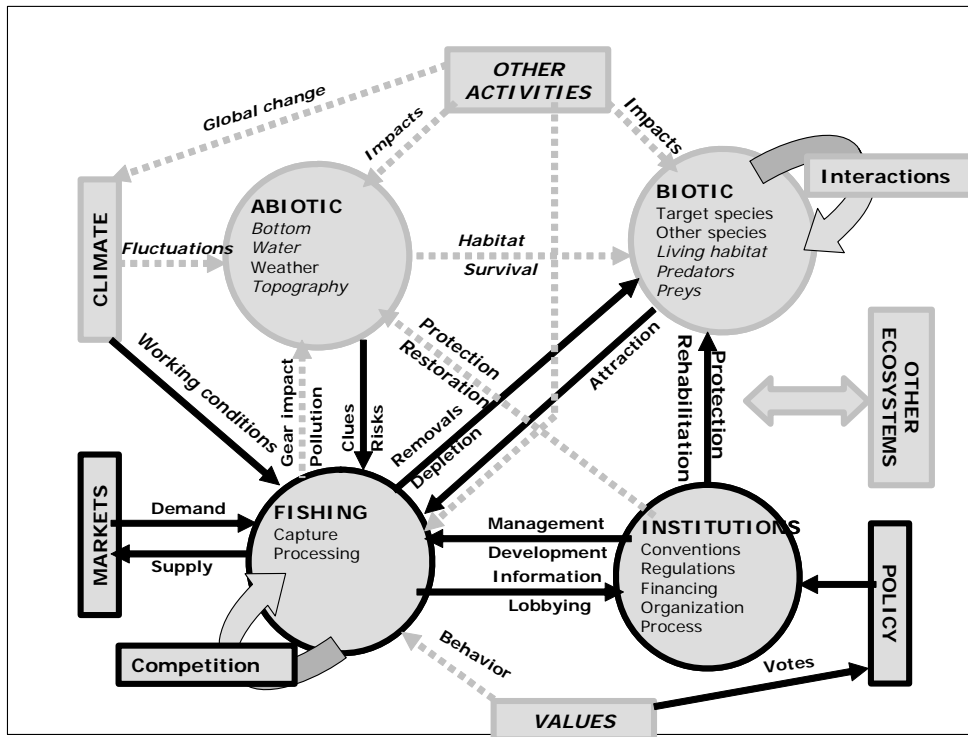 OTHER
ACTIVITIES
Global change
Impacts
Impacts
Interactions
CLIMATE
Fluctuations
ABIOTIC
Bottom
Water
Weather
Topography
Habitat
Survival
BIOTIC
Target species
Other species
Living habitat
Predators
Preys
OTHER
ECOSYSTEMS
Working conditions
Gear impact
Pollution
Clues
Risks
Protection
Restoration
Removals
Depletion
Attraction
Rehabilitation
Protection
MARKETS
Demand
Supply
FISHING
Capture
Processing
Management
Development
Information
Lobbying
INSTITUTIONS
Conventions
Regulations
Financing
Organization
Process
POLICY
Competition
Behavior
Votes
VALUES